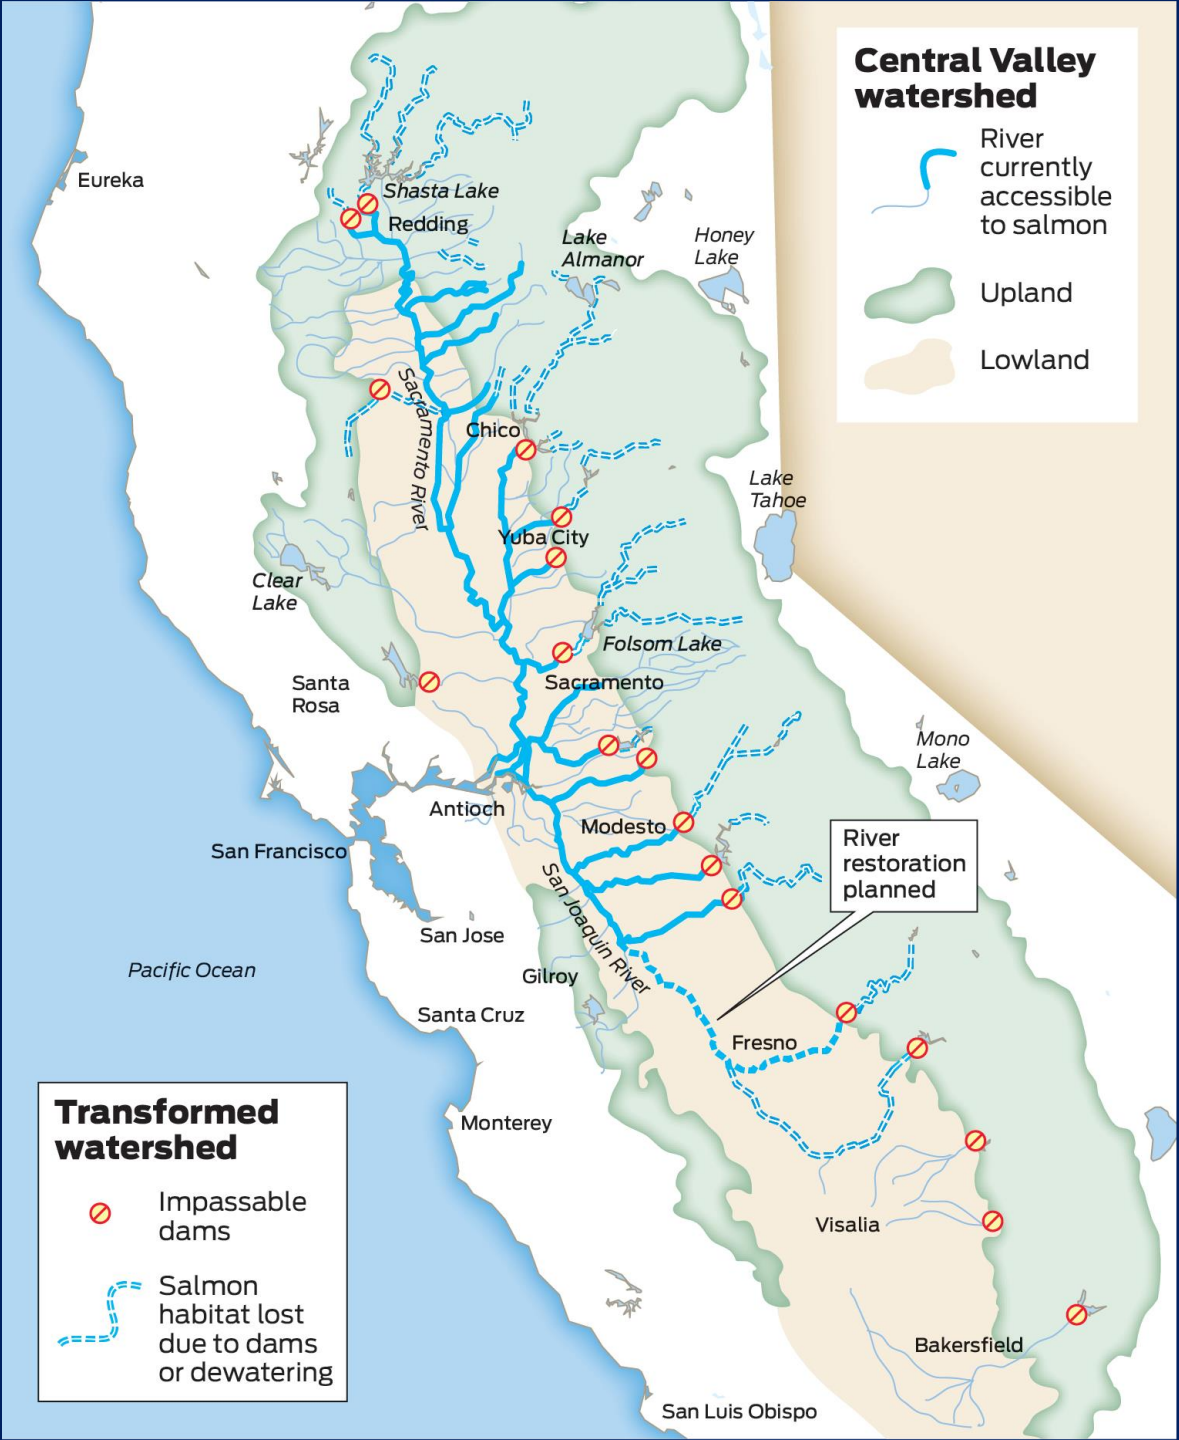 Central Valley
watershed
River
currently
accessible
to salmon
Upland
Lowland
Eureka
Shasta Lake
Redding
Lake
Almanor
Honey
Lake
Sacramento River
Chico
Lake
Tahoe
Yuba City
Clear
Lake
Folsom Lake
Santa
Rosa
Sacramento
Mono
Lake
Antioch
Modesto
San Francisco
River
restoration
planned
San Joaquin River
San Jose
Pacific Ocean
Gilroy
Santa Cruz
Fresno
Monterey
Transformed
watershed
Impassable
dams
Salmon
habitat lost
due to dams
or dewatering
Visalia
Bakersfield
San Luis Obispo